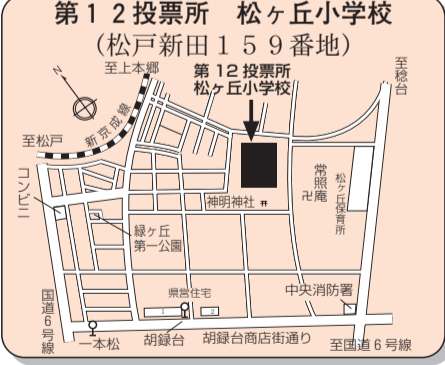 第12投票所　松ヶ丘小学校
（松戸新田159番地）
至上本郷
第12投票所
松ヶ丘小学校
至稔台
N
新京成線
至松戸
コンビニ
常照庵
卍
松ヶ丘保育所
神明神社
緑ヶ丘
第一公園
県営住宅
1
2
中央消防署
国道6号線
一本松
胡録台
胡録台商店街通り
至国道6号線